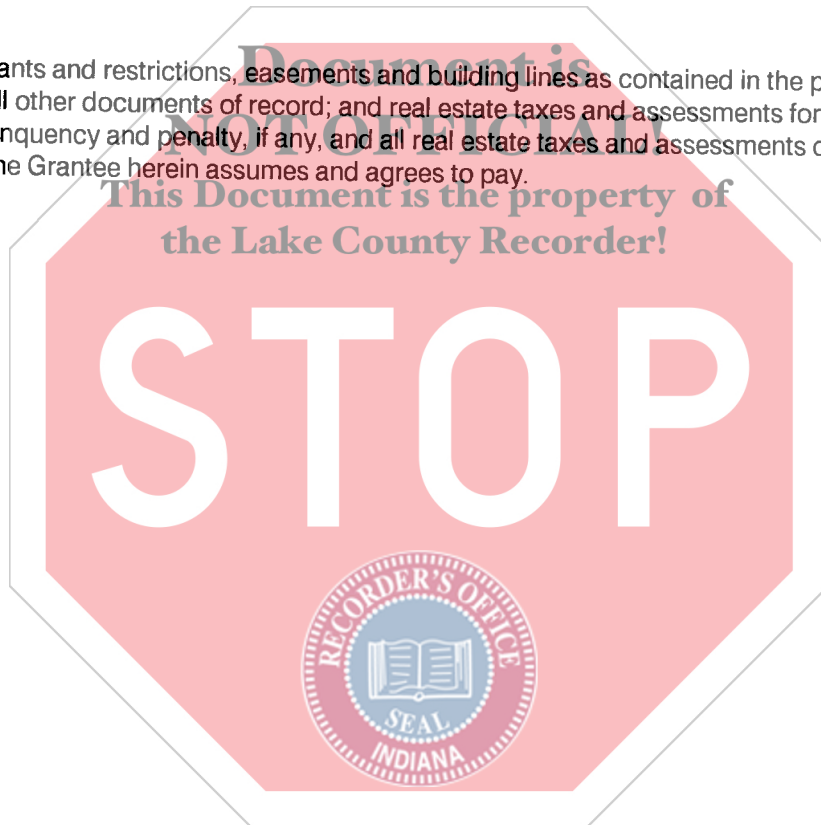 Document is
ants and restrictions, easements and building lines as contained in the p
ll other documents of record; and real estate taxes and assessments for
NOT OFFICIAL!
nquency and penalty, if any, and all real estate taxes and assessments
ne Grantee herein assumes and agrees to pay.
This Document is the property of
the Lake County Recorder!
STOP
RECORDER'S OFFICE
SEAL
INDIANA